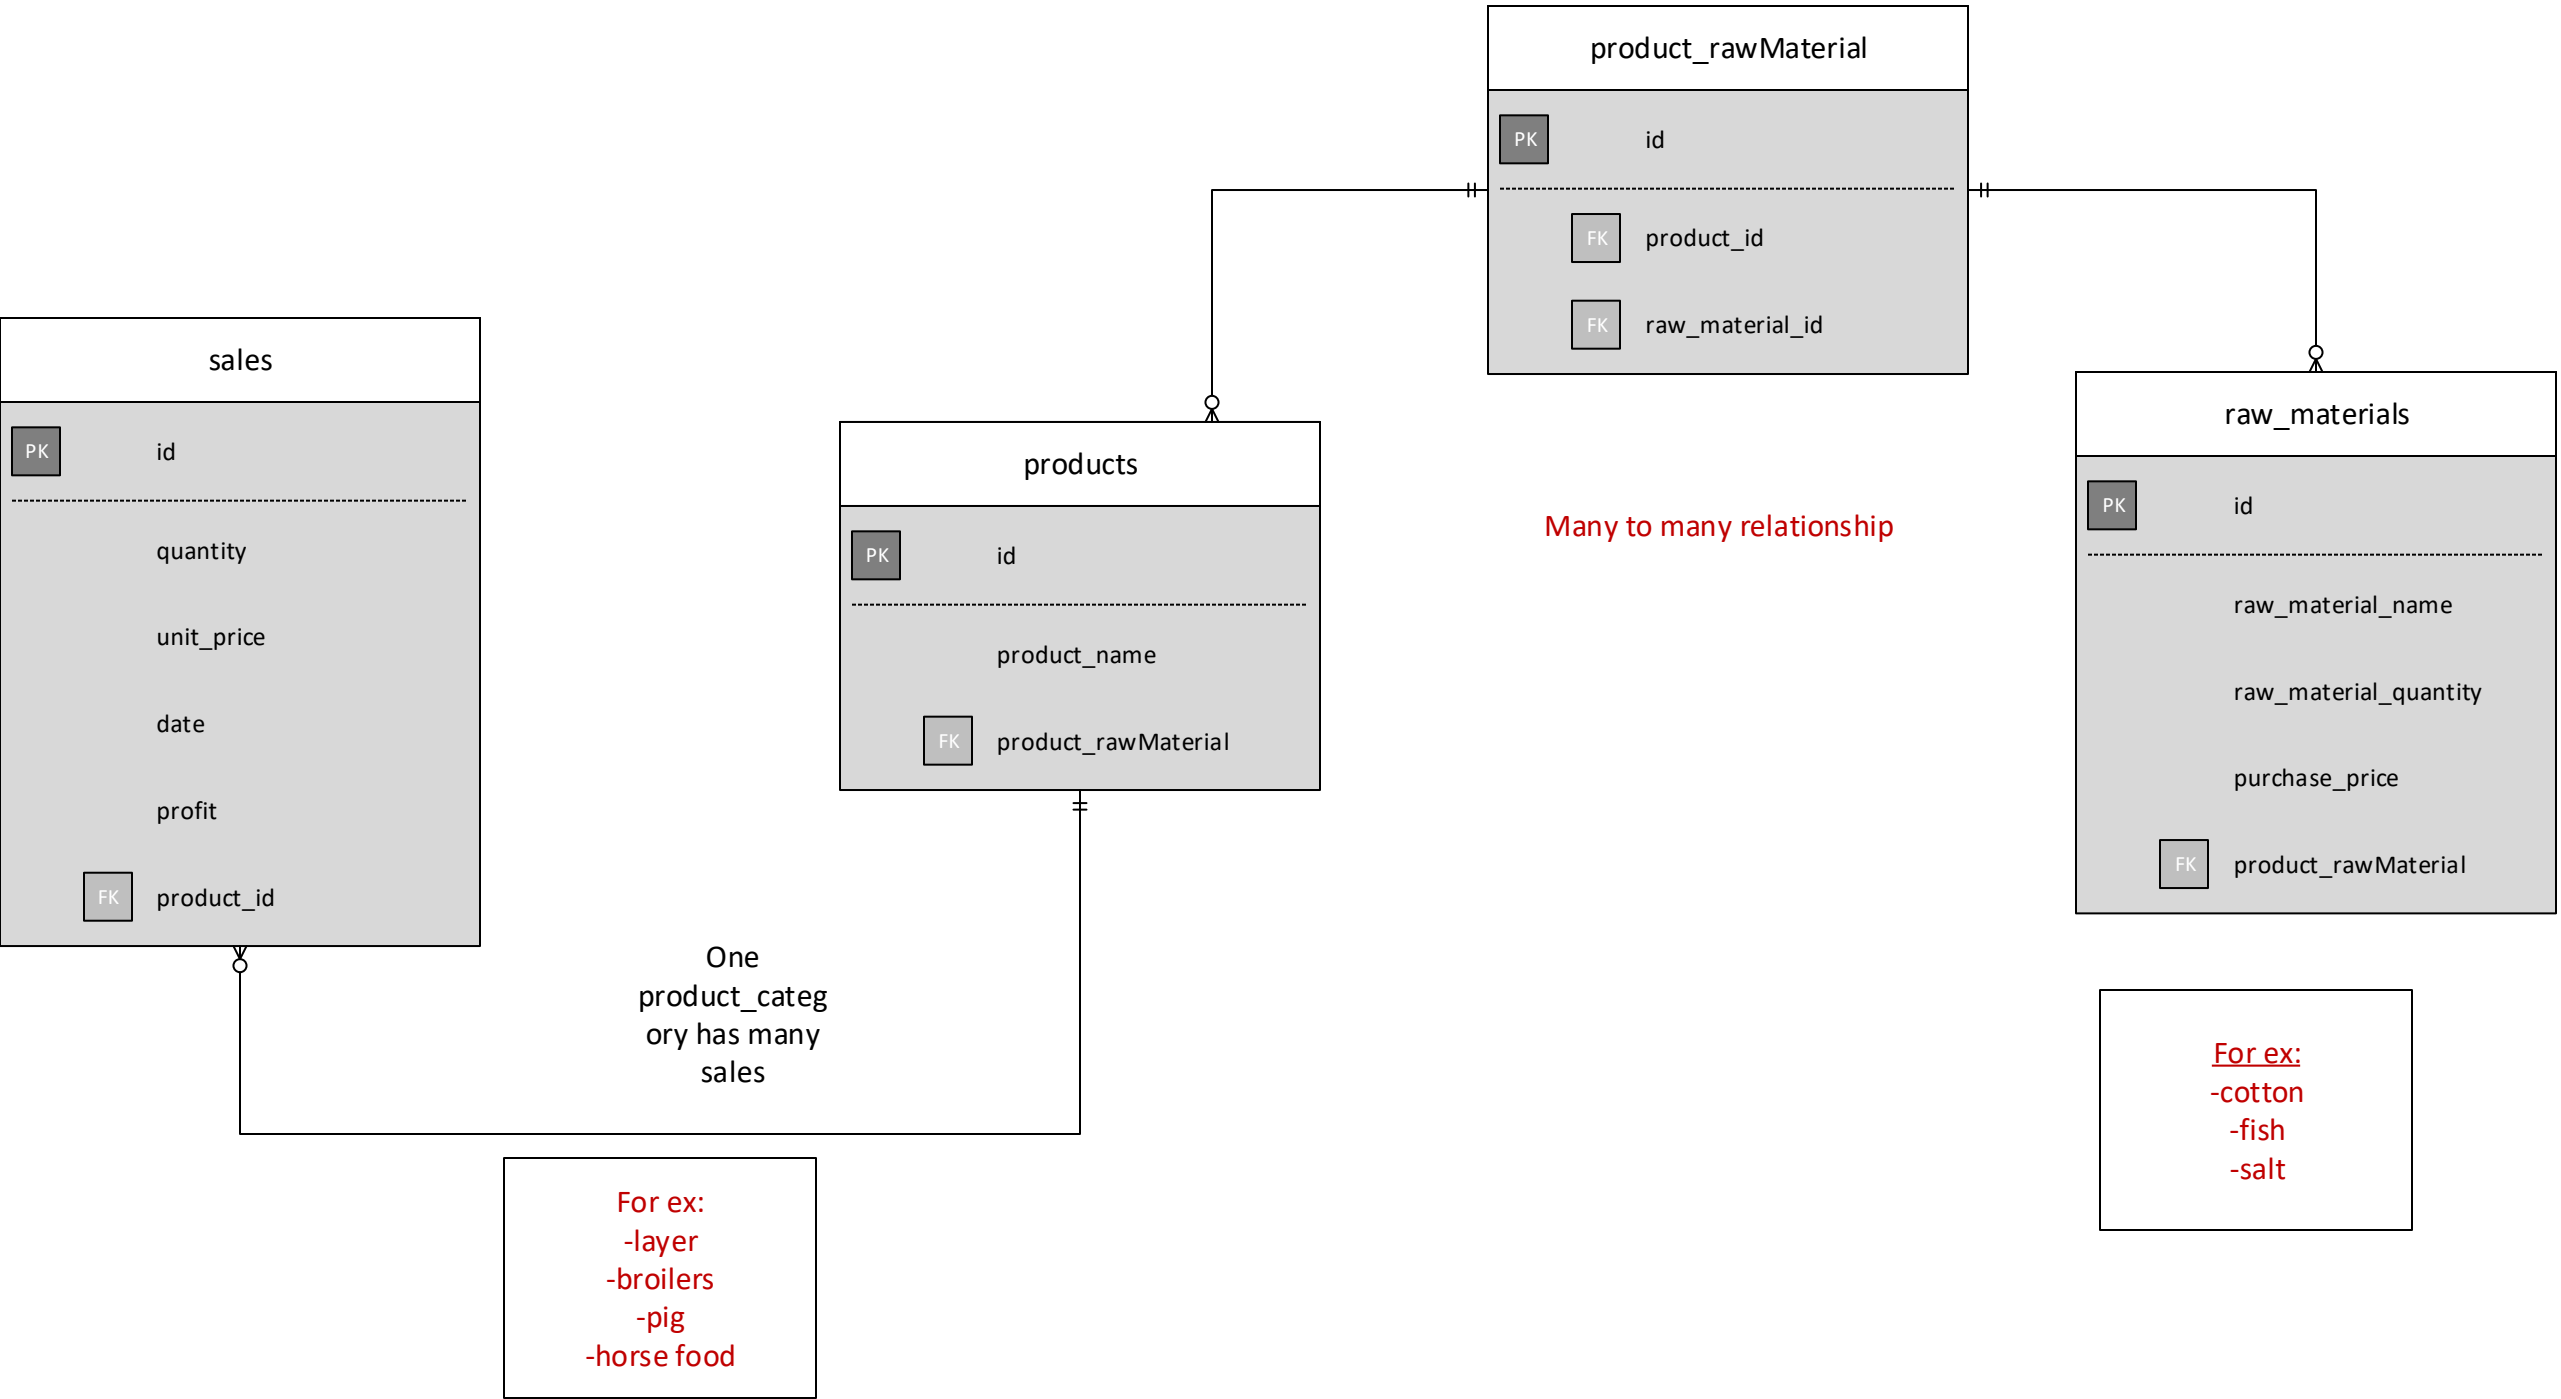 product_rawMaterial
PK id
FK product_id
FK raw_material_id
sales
PK id
quantity
unit_price
date
profit
FK product_id
products
PK id
product_name
FK product_rawMaterial
Many to many relationship
raw_materials
PK id
raw_material_name
raw_material_quantity
purchase_price
FK product_rawMaterial
One
product_categ
ory has many
sales
For ex:
-layer
-broilers
-pig
-horse food
For ex:
-cotton
-fish
-salt